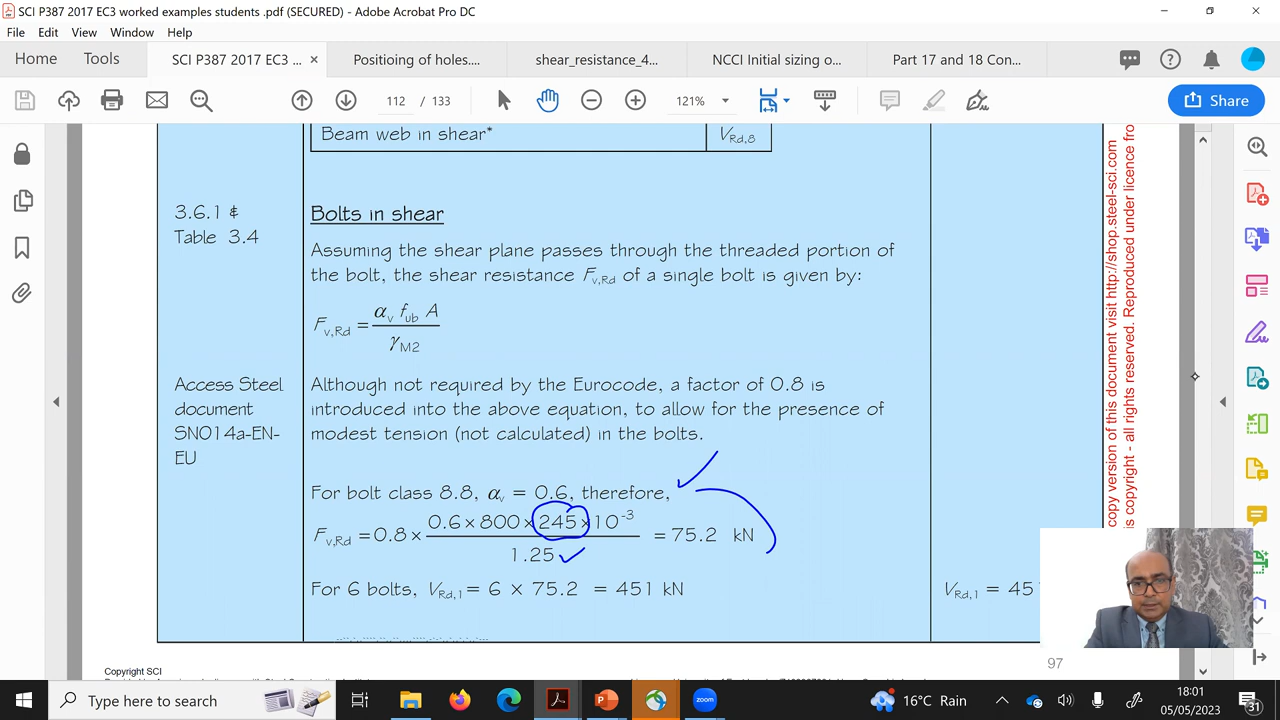 SCI P387 2017 EC3 worked examples students .pdf (SECURED) - Adobe Acrobat Pro DC
File Edit View Window Help
Home Tools SCI P387 2017 EC3 ... × Positioing of holes.... shear_resistance_4... NCCI Initial sizing o... Part 17 and 18 Con...
112 / 133 121% Share
Beam web in shear* VRd,8
3.6.1 &
Table 3.4
Bolts in shear
Assuming the shear plane passes through the threaded portion of
the bolt, the shear resistance Fv,Rd of a single bolt is given by:
Fv,Rd = αv fub A / γM2
Access Steel
document
SN014a-EN-
EU
Although not required by the Eurocode, a factor of 0.8 is
introduced into the above equation, to allow for the presence of
modest tension (not calculated) in the bolts.
For bolt class 8.8, αv = 0.6, therefore,
Fv,Rd = 0.8 × 0.6 × 800 × 245 × 10-3 / 1.25 = 75.2 kN
For 6 bolts, VRd,1 = 6 × 75.2 = 451 kN
VRd,1 = 45
copy version of this document visit http:/shop.steel-sci.com
is copyright - all rights reserved. Reproduced under licence fro
97
Copyright SCI
Type here to search
16°C Rain
18:01
05/05/2023
31
zoom